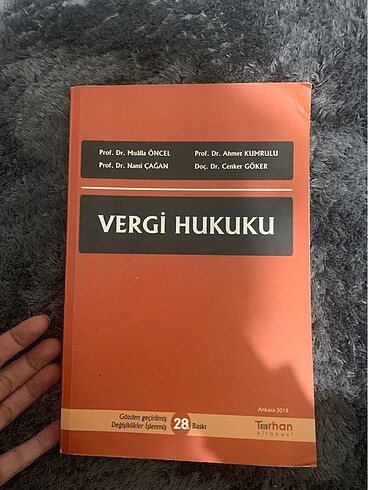 Prof. Dr. Muâlla ÖNCEL
Prof. Dr. Ahmet KUMRULU
Prof. Dr. Nami ÇAĞAN
Doç. Dr. Cenker GÖKER
VERGİ HUKUKU
Gözden geçirilmiş
Değişiklikler İşlenmiş
28. Baskı
Ankara 2019
Turhan
kitabevi